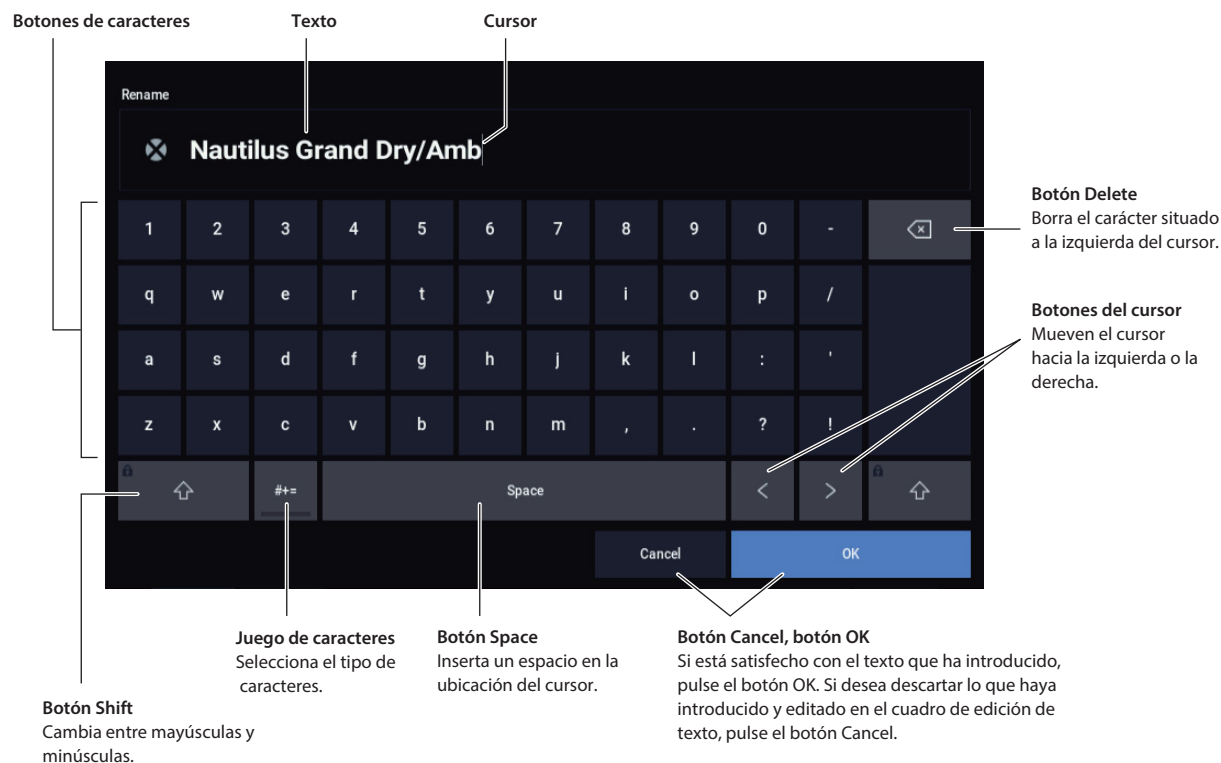 Botones de caracteres
Texto
Cursor
Rename
Nautilus Grand Dry/Amb
1 2 3 4 5 6 7 8 9 0 -
q w e r t y u i o p /
a s d f g h j k l : '
z x c v b n m , . ? !
#+= Space < >
Cancel OK
Botón Delete
Borra el carácter situado
a la izquierda del cursor.
Botones del cursor
Mueven el cursor
hacia la izquierda o la
derecha.
Juego de caracteres
Selecciona el tipo de
caracteres.
Botón Space
Inserta un espacio en la
ubicación del cursor.
Botón Cancel, botón OK
Si está satisfecho con el texto que ha introducido,
pulse el botón OK. Si desea descartar lo que haya
introducido y editado en el cuadro de edición de
texto, pulse el botón Cancel.
Botón Shift
Cambia entre mayúsculas y
minúsculas.